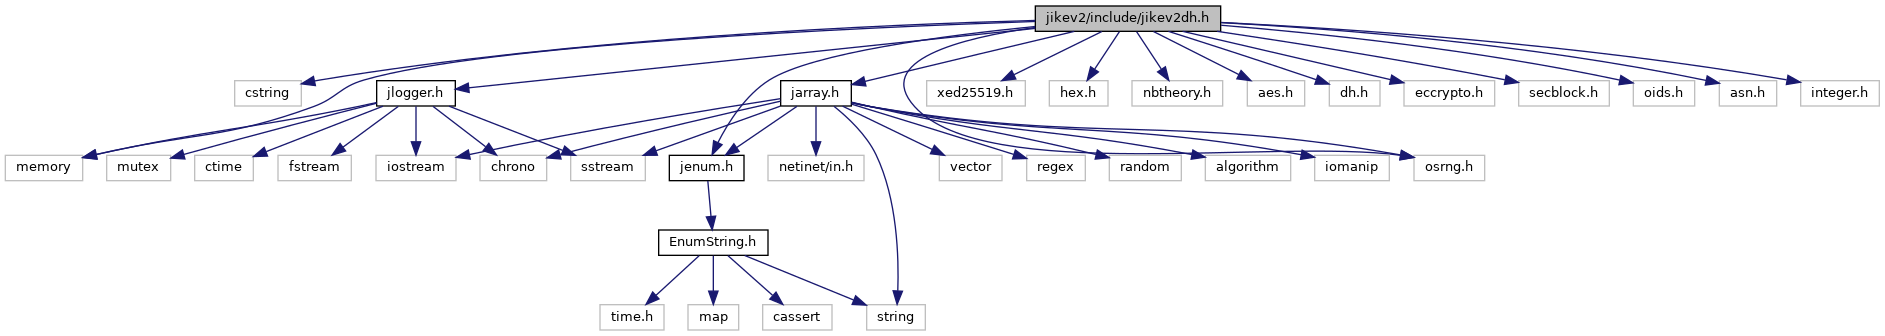 jikev2/include/jikev2dh.h
cstring
jlogger.h
jarray.h
xed25519.h
hex.h
nbtheory.h
aes.h
dh.h
eccrypto.h
secblock.h
oids.h
asn.h
integer.h
memory
mutex
ctime
fstream
iostream
chrono
sstream
jenum.h
netinet/in.h
vector
regex
random
algorithm
iomanip
osrng.h
EnumString.h
time.h
map
cassert
string